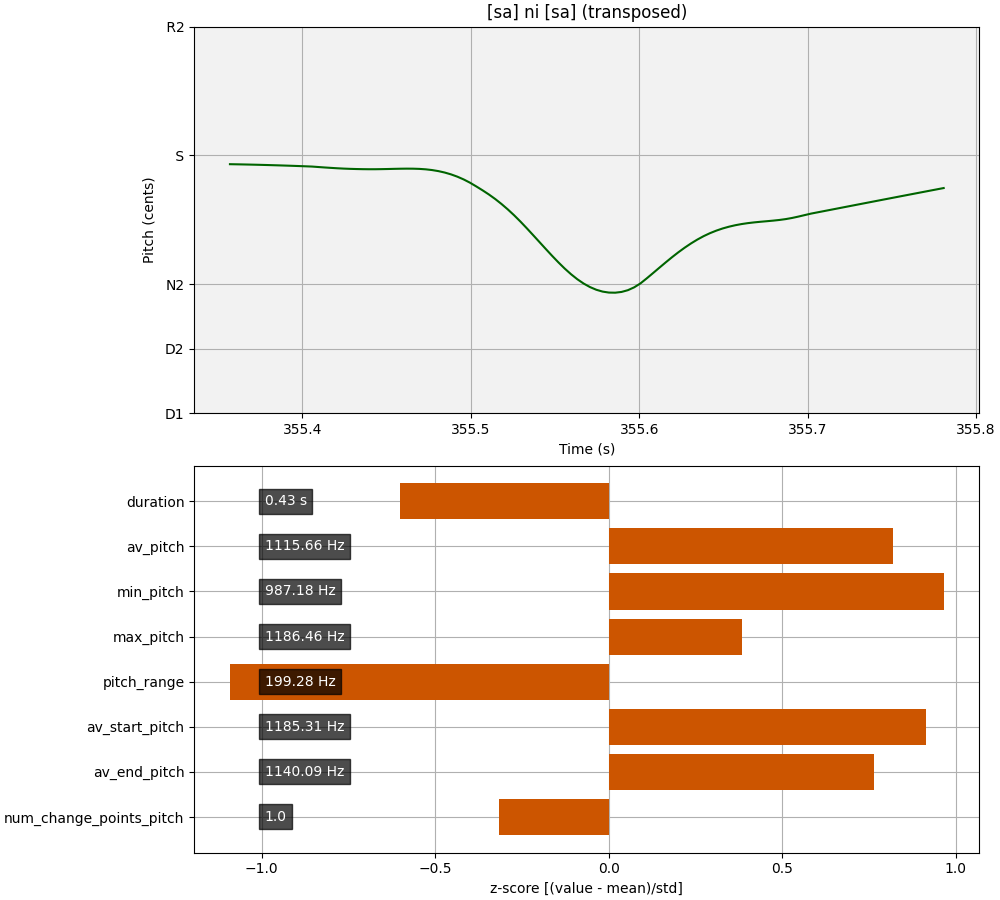 [sa] ni [sa] (transposed)
R2
S
N2
D2
D1
Pitch (cents)
355.4 355.5 355.6 355.7 355.8
Time (s)
duration 0.43 s
av_pitch 1115.66 Hz
min_pitch 987.18 Hz
max_pitch 1186.46 Hz
pitch_range 199.28 Hz
av_start_pitch 1185.31 Hz
av_end_pitch 1140.09 Hz
num_change_points_pitch 1.0
−1.0 −0.5 0.0 0.5 1.0
z-score [(value - mean)/std]